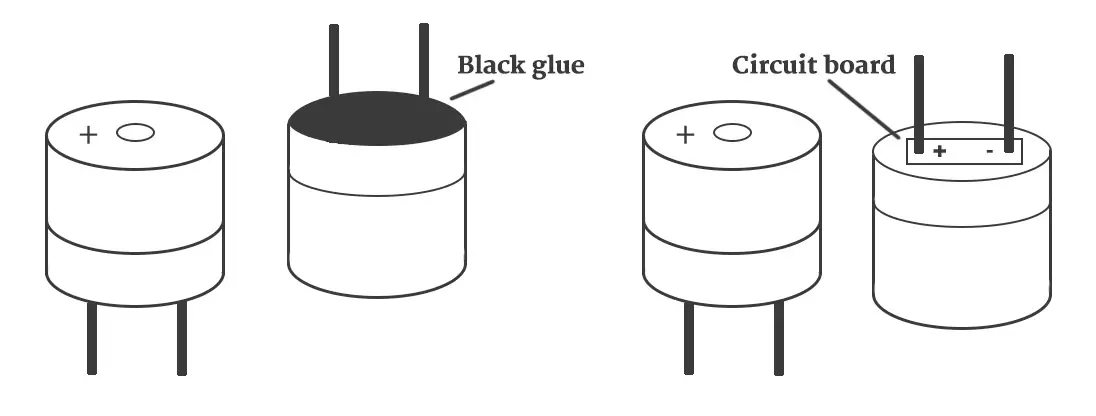 Black glue
Circuit board
+
+
+ -